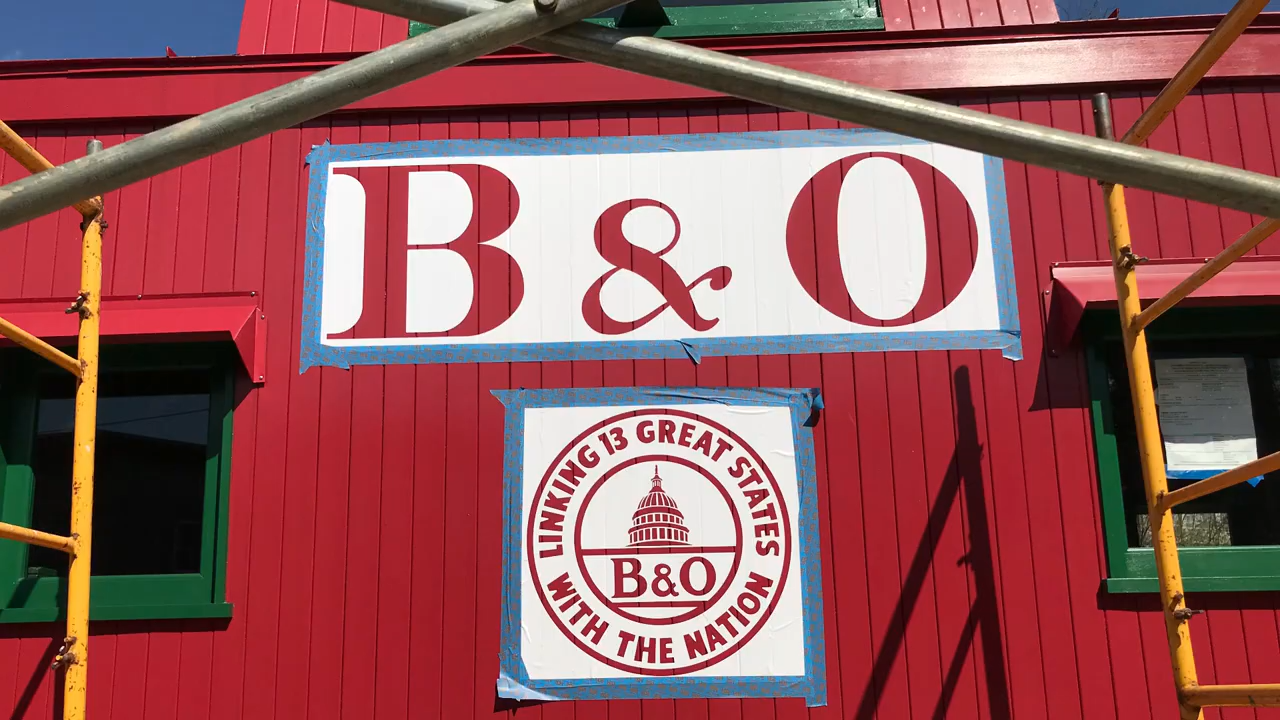 B & O
LINKING 13 GREAT STATES
B&O
WITH THE NATION